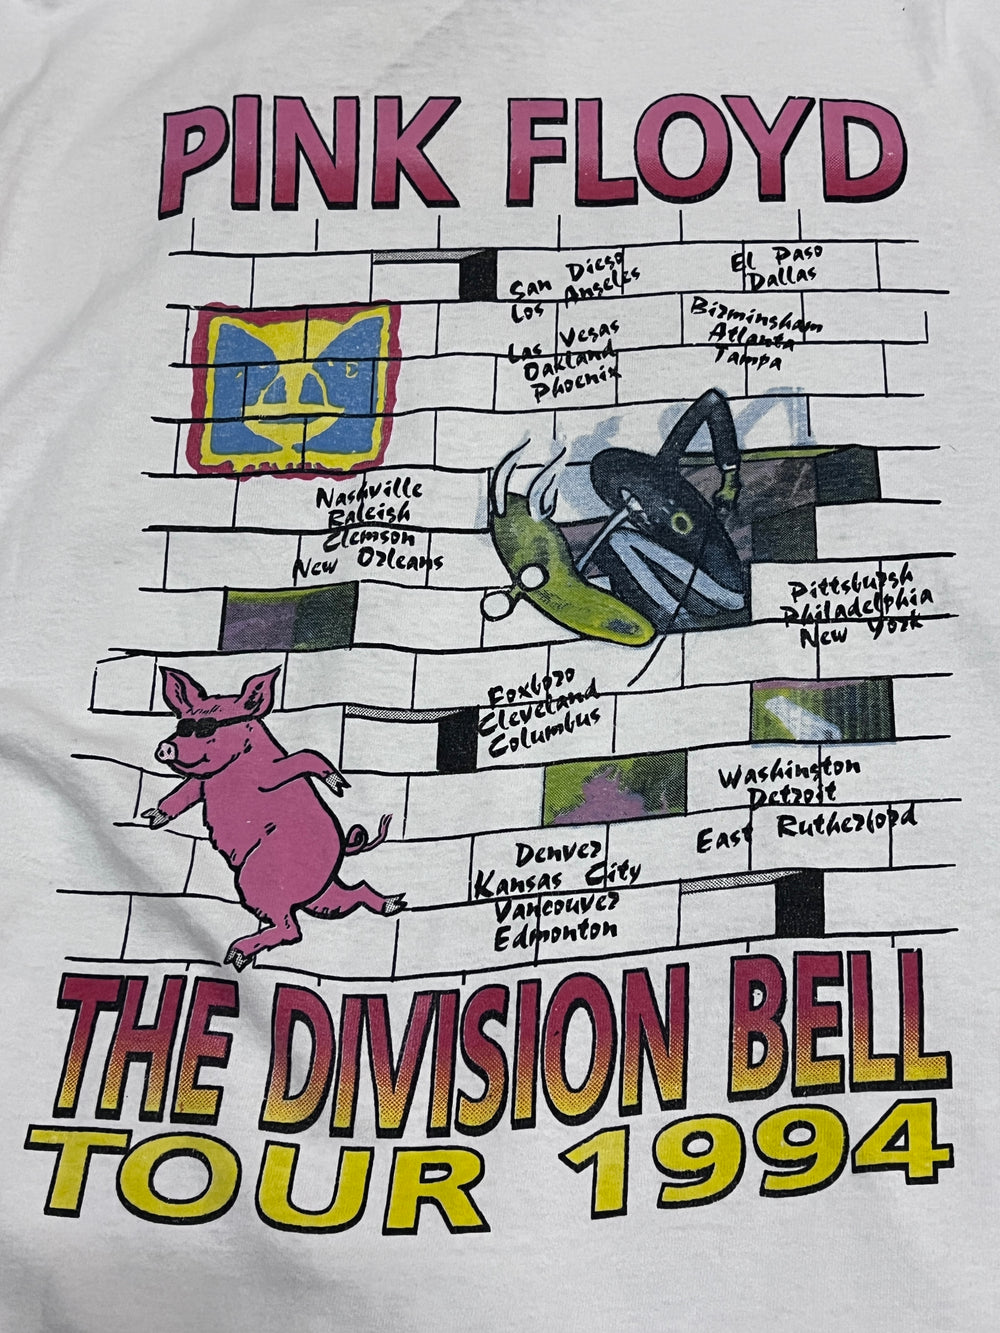 PINK FLOYD
San Diego
Los Angeles
El Paso
Dallas
Las Vegas
Oakland
Phoenix
Birmingham
Atlanta
Tampa
Nashville
Raleigh
Clemson
New Orleans
Pittsburgh
Philadelphia
New York
Foxboro
Cleveland
Columbus
Washington
Detroit
East Rutherford
Denver
Kansas City
Vancouver
Edmonton
THE DIVISION BELL
TOUR 1994